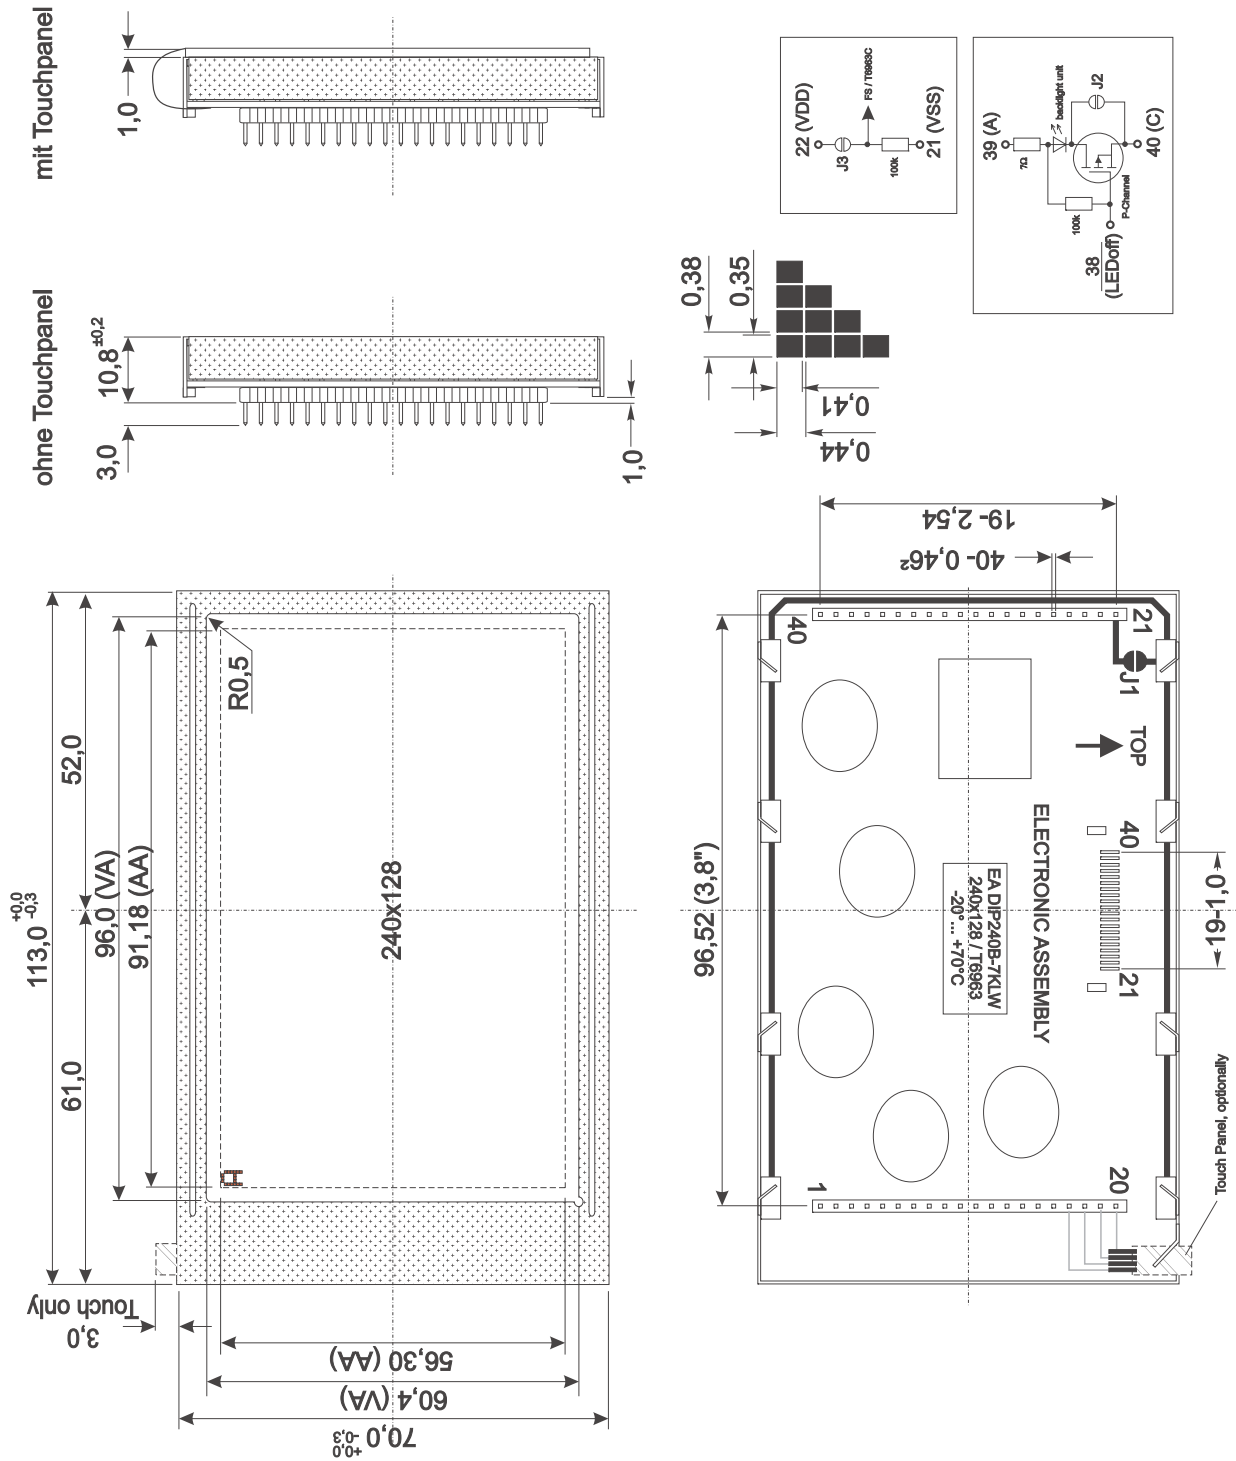 mit Touchpanel
1,0
ohne Touchpanel
10,8 ±0,2
3,0
1,0
113,0 +0,0 -0,3
61,0
52,0
96,0 (VA)
91,18 (AA)
R0,5
240x128
Touch only
3,0
56,30 (AA)
60,4 (VA)
70,0 +0,0 -0,3
22 (VDD)
J3
FS / T6963C
100k
21 (VSS)
39 (A)
7Ω
backlight unit
J2
40 (C)
P-Channel
100k
38
(LEDoff)
0,38
0,35
0,41
0,44
19- 2,54
40- 0,46²
96,52 (3,8")
40
21
J1
TOP
ELECTRONIC ASSEMBLY
EA DIP240B-7KLW
240x128 / T6963
-20° ... +70°C
40
21
19-1,0
1
20
Touch Panel, optionally